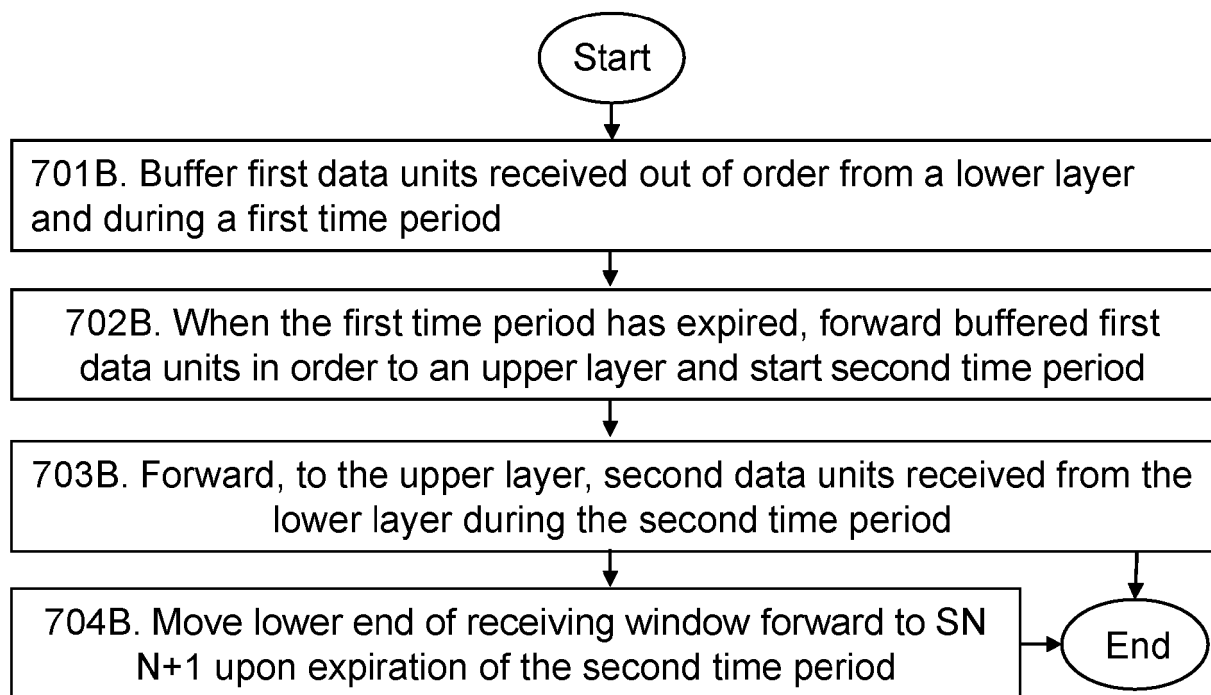 Start
701B. Buffer first data units received out of order from a lower layer
and during a first time period
702B. When the first time period has expired, forward buffered first
data units in order to an upper layer and start second time period
703B. Forward, to the upper layer, second data units received from the
lower layer during the second time period
704B. Move lower end of receiving window forward to SN
N+1 upon expiration of the second time period
End